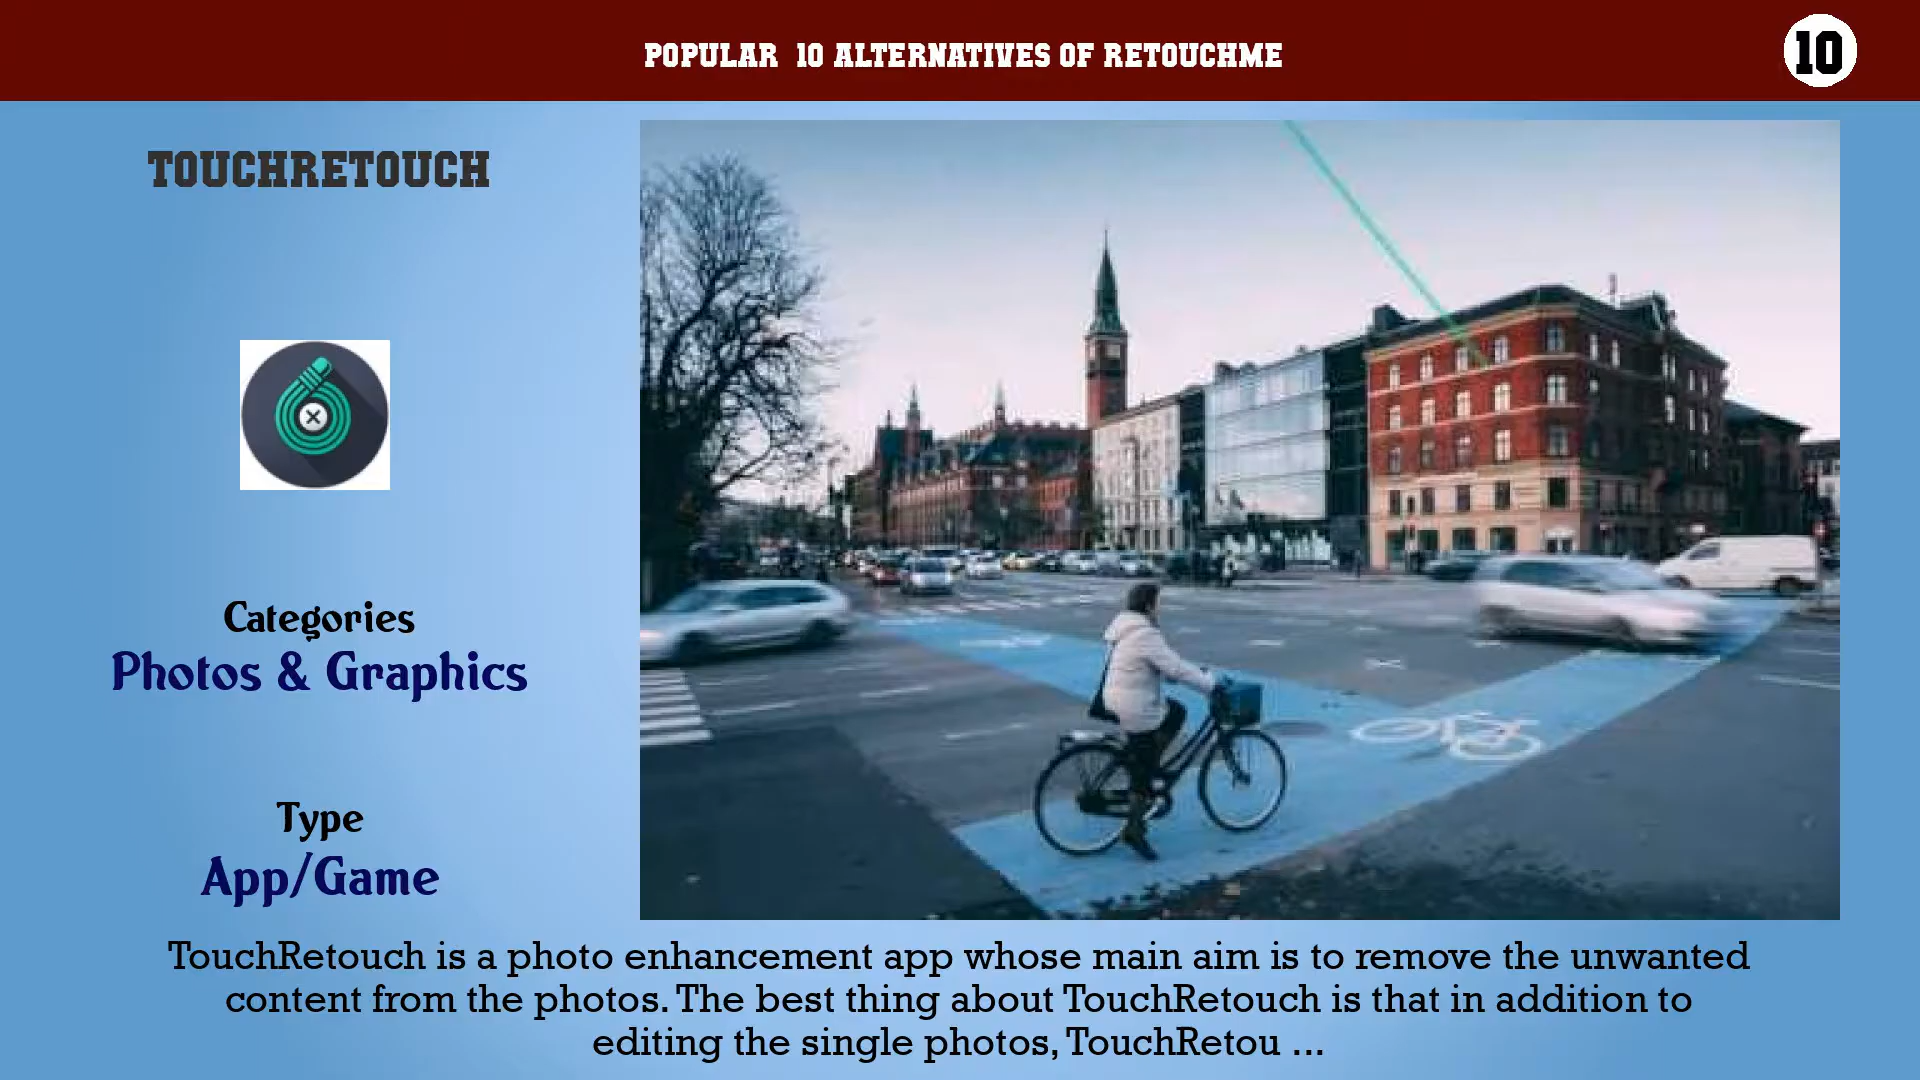 POPULAR 10 ALTERNATIVES OF RETOUCHME
10
TOUCHRETOUCH
Categories
Photos & Graphics
Type
App/Game
TouchRetouch is a photo enhancement app whose main aim is to remove the unwanted
content from the photos. The best thing about TouchRetouch is that in addition to
editing the single photos, TouchRetou ...